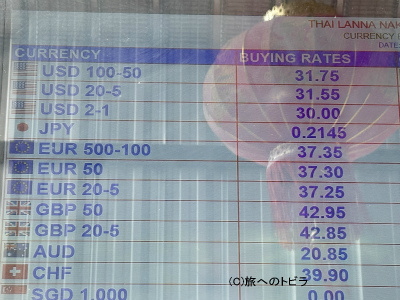 THAI LANNA NAK
CURRENCY
DATE
CURRENCY BUYING RATES
USD 100-50 31.75
USD 20-5 31.55
USD 2-1 30.00
JPY 0.2145
EUR 500-100 37.35
EUR 50 37.30
EUR 20-5 37.25
GBP 50 42.95
GBP 20-5 42.85
AUD 20.85
CHF 39.90
SGD 1,000 0.00
(C)旅へのトビラ